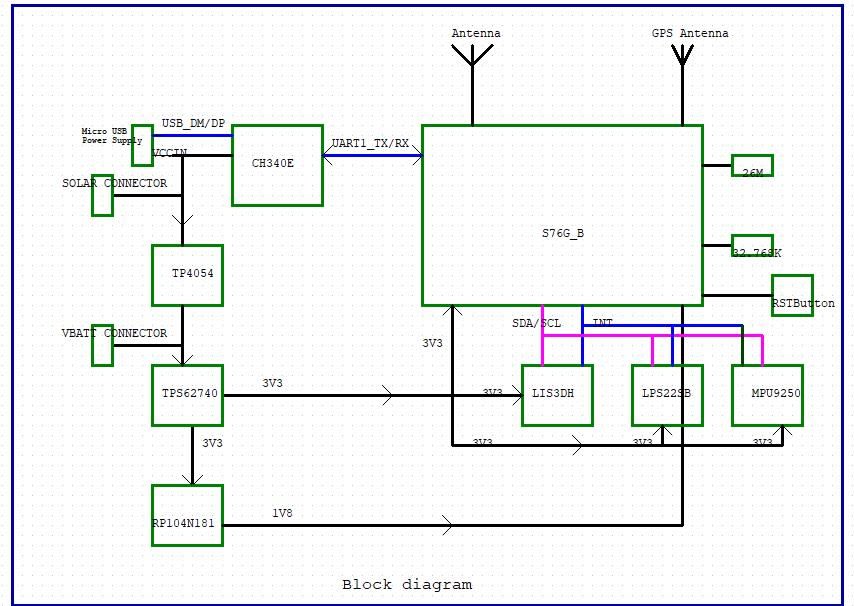 Antenna
GPS Antenna
USB_DM/DP
Micro USB
Power Supply
VCCIN
UART1_TX/RX
CH340E
26M
SOLAR CONNECTOR
S76G_B
32.768K
TP4054
RSTButton
SDA/SCL
INT
VBATT CONNECTOR
3V3
3V3
TPS62740
3V3
LIS3DH
LPS22SB
MPU9250
3V3
3V3
3V3
3V3
1V8
RP104N181
Block diagram